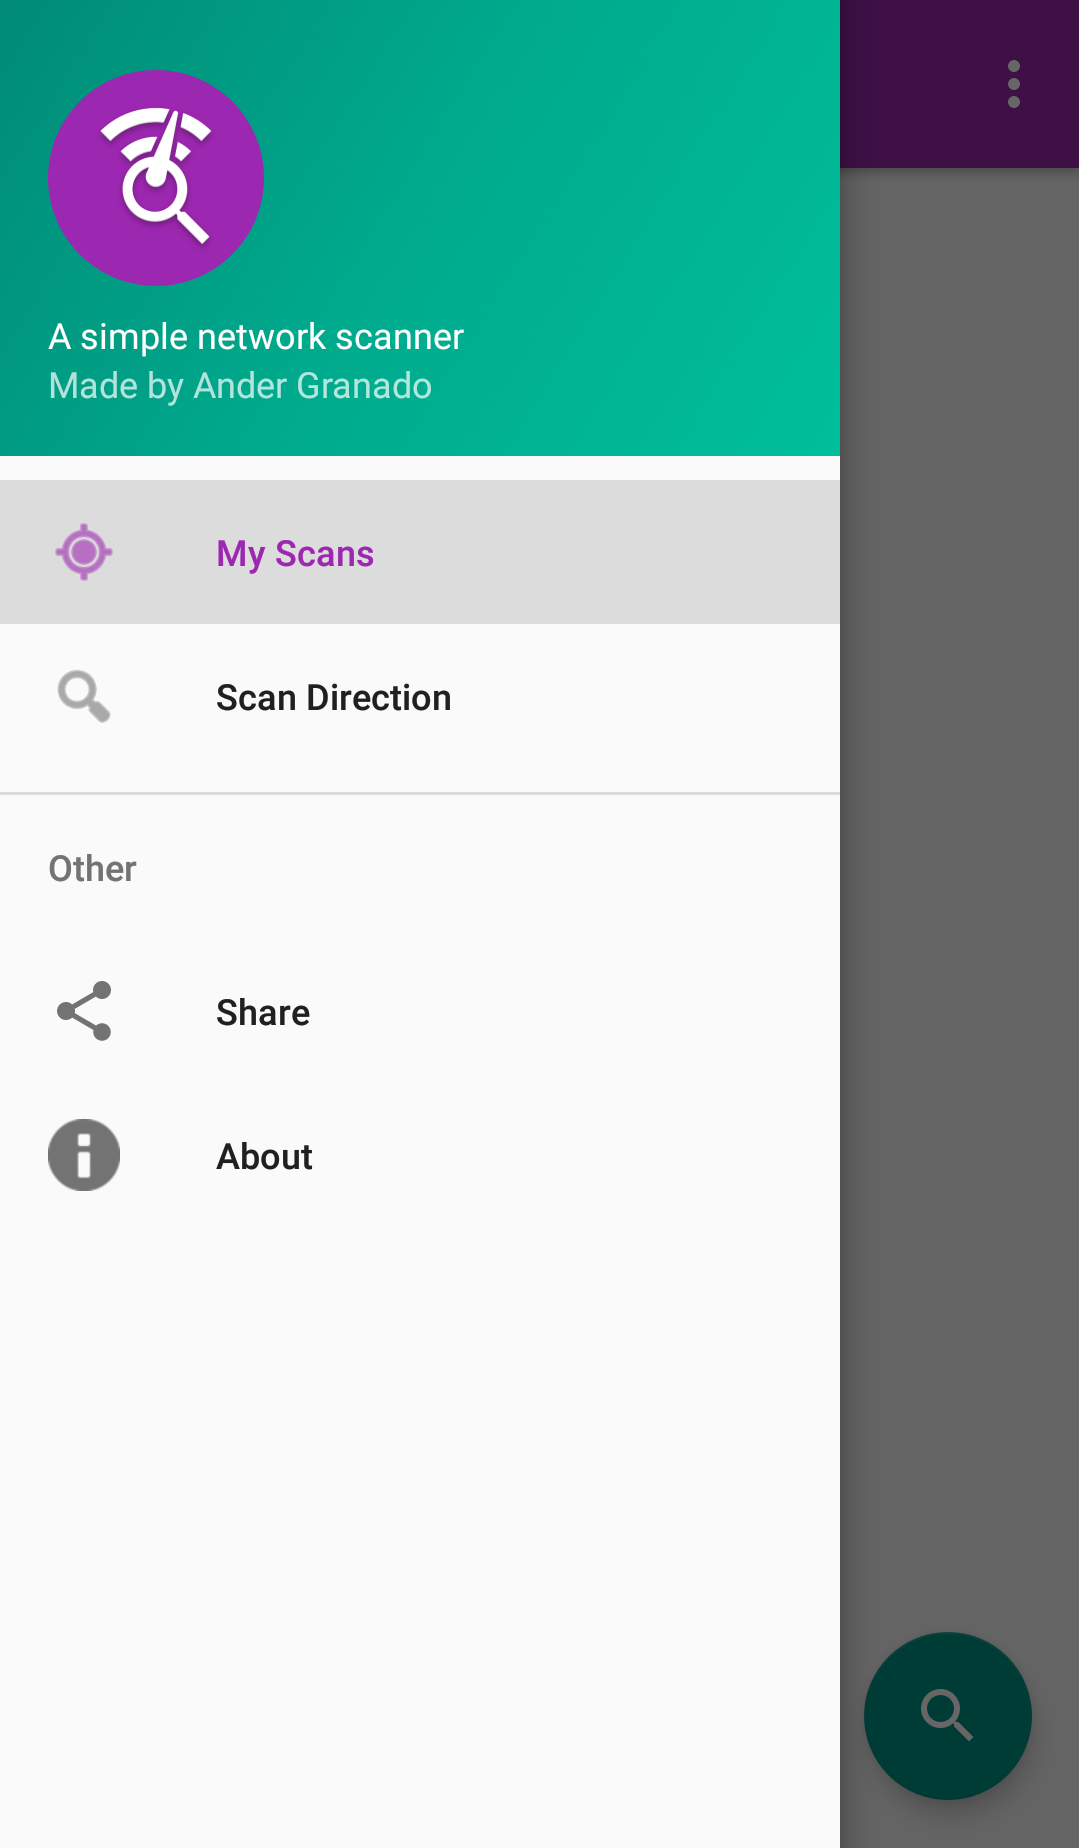 A simple network scanner
Made by Ander Granado
My Scans
Scan Direction
Other
Share
About